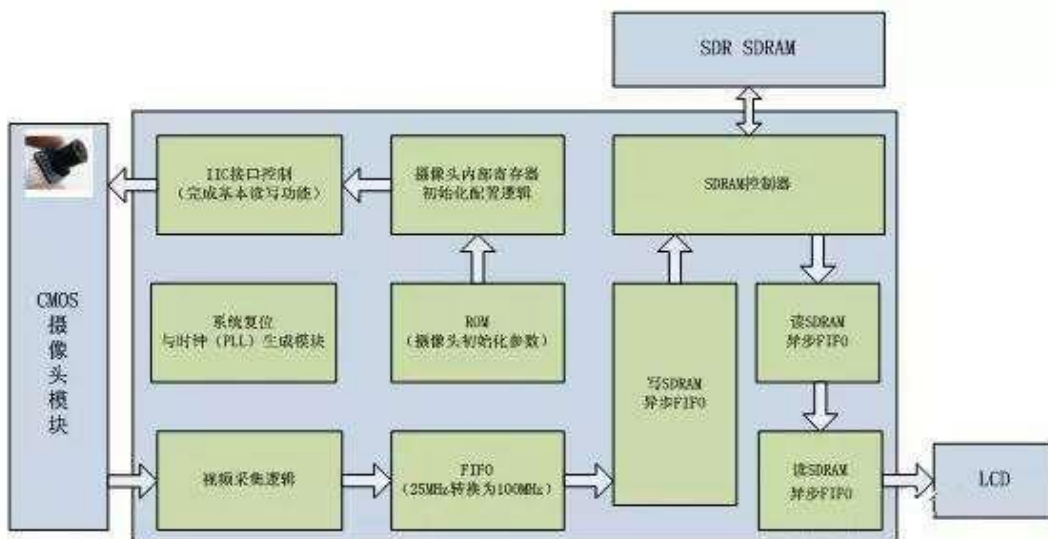 SDR SDRAM
IIC接口控制
(完成基本读写功能)
摄像头内部寄存器
初始化配置逻辑
SDRAM控制器
CMOS
摄
像
头
模
块
系统复位
与时钟（PLL）生成模块
ROM
(摄像头初始化参数)
写SDRAM
异步FIFO
读SDRAM
异步FIFO
视频采集逻辑
FIFO
(25MHz转换为100MHz)
读SDRAM
异步FIFO
LCD